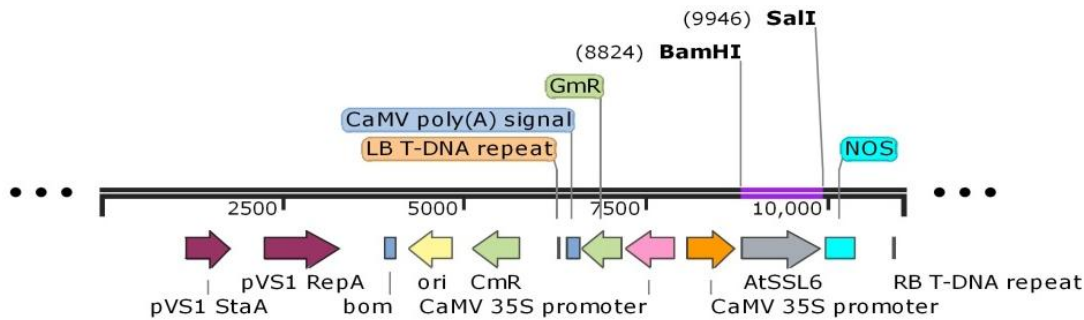 (9946) SalI
(8824) BamHI
GmR
CaMV poly(A) signal
LB T-DNA repeat
NOS
2500
5000
7500
10,000
pVS1 RepA
ori
CmR
AtSSL6
RB T-DNA repeat
pVS1 StaA
bom
CaMV 35S promoter
CaMV 35S promoter